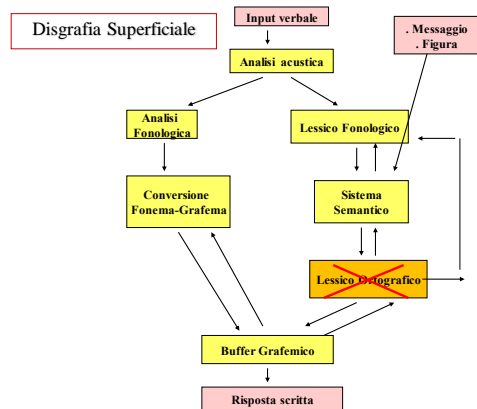 Disgrafia Superficiale
Input verbale
. Messaggio
. Figura
Analisi acustica
Analisi
Fonologica
Lessico Fonologico
Conversione
Fonema-Grafema
Sistema
Semantico
Lessico Ortografico
Buffer Grafemico
Risposta scritta